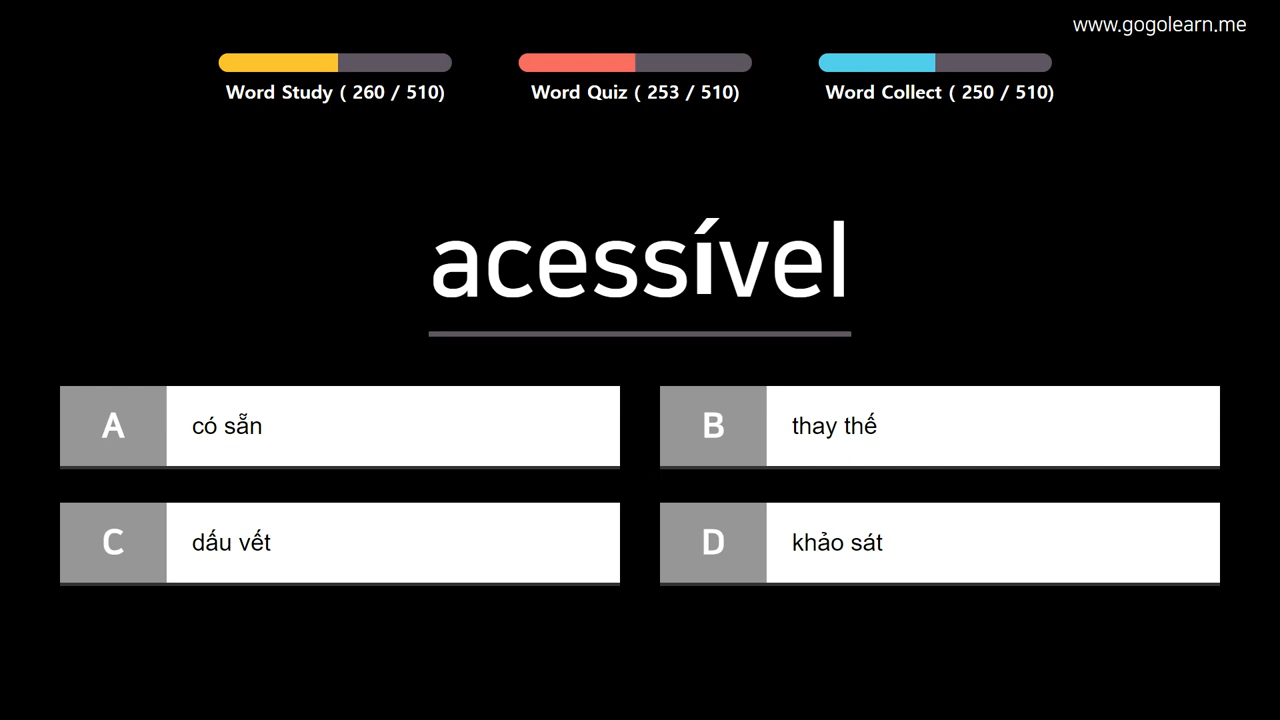 www.gogolearn.me
Word Study ( 260 / 510)
Word Quiz ( 253 / 510)
Word Collect ( 250 / 510)
acessível
A
có sẵn
B
thay thế
C
dấu vết
D
khảo sát